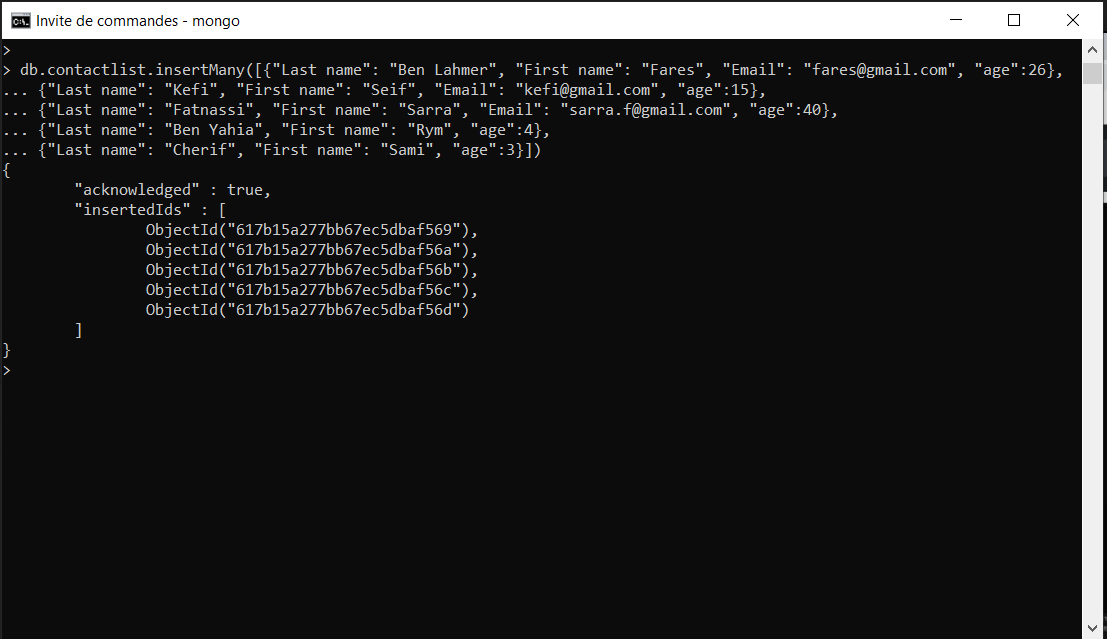 Invite de commandes - mongo
>
> db.contactlist.insertMany([{"Last name": "Ben Lahmer", "First name": "Fares", "Email": "fares@gmail.com", "age":26},
... {"Last name": "Kefi", "First name": "Seif", "Email": "kefi@gmail.com", "age":15},
... {"Last name": "Fatnassi", "First name": "Sarra", "Email": "sarra.f@gmail.com", "age":40},
... {"Last name": "Ben Yahia", "First name": "Rym", "age":4},
... {"Last name": "Cherif", "First name": "Sami", "age":3}])
{
        "acknowledged" : true,
        "insertedIds" : [
                ObjectId("617b15a277bb67ec5dbaf569"),
                ObjectId("617b15a277bb67ec5dbaf56a"),
                ObjectId("617b15a277bb67ec5dbaf56b"),
                ObjectId("617b15a277bb67ec5dbaf56c"),
                ObjectId("617b15a277bb67ec5dbaf56d")
        ]
}
>